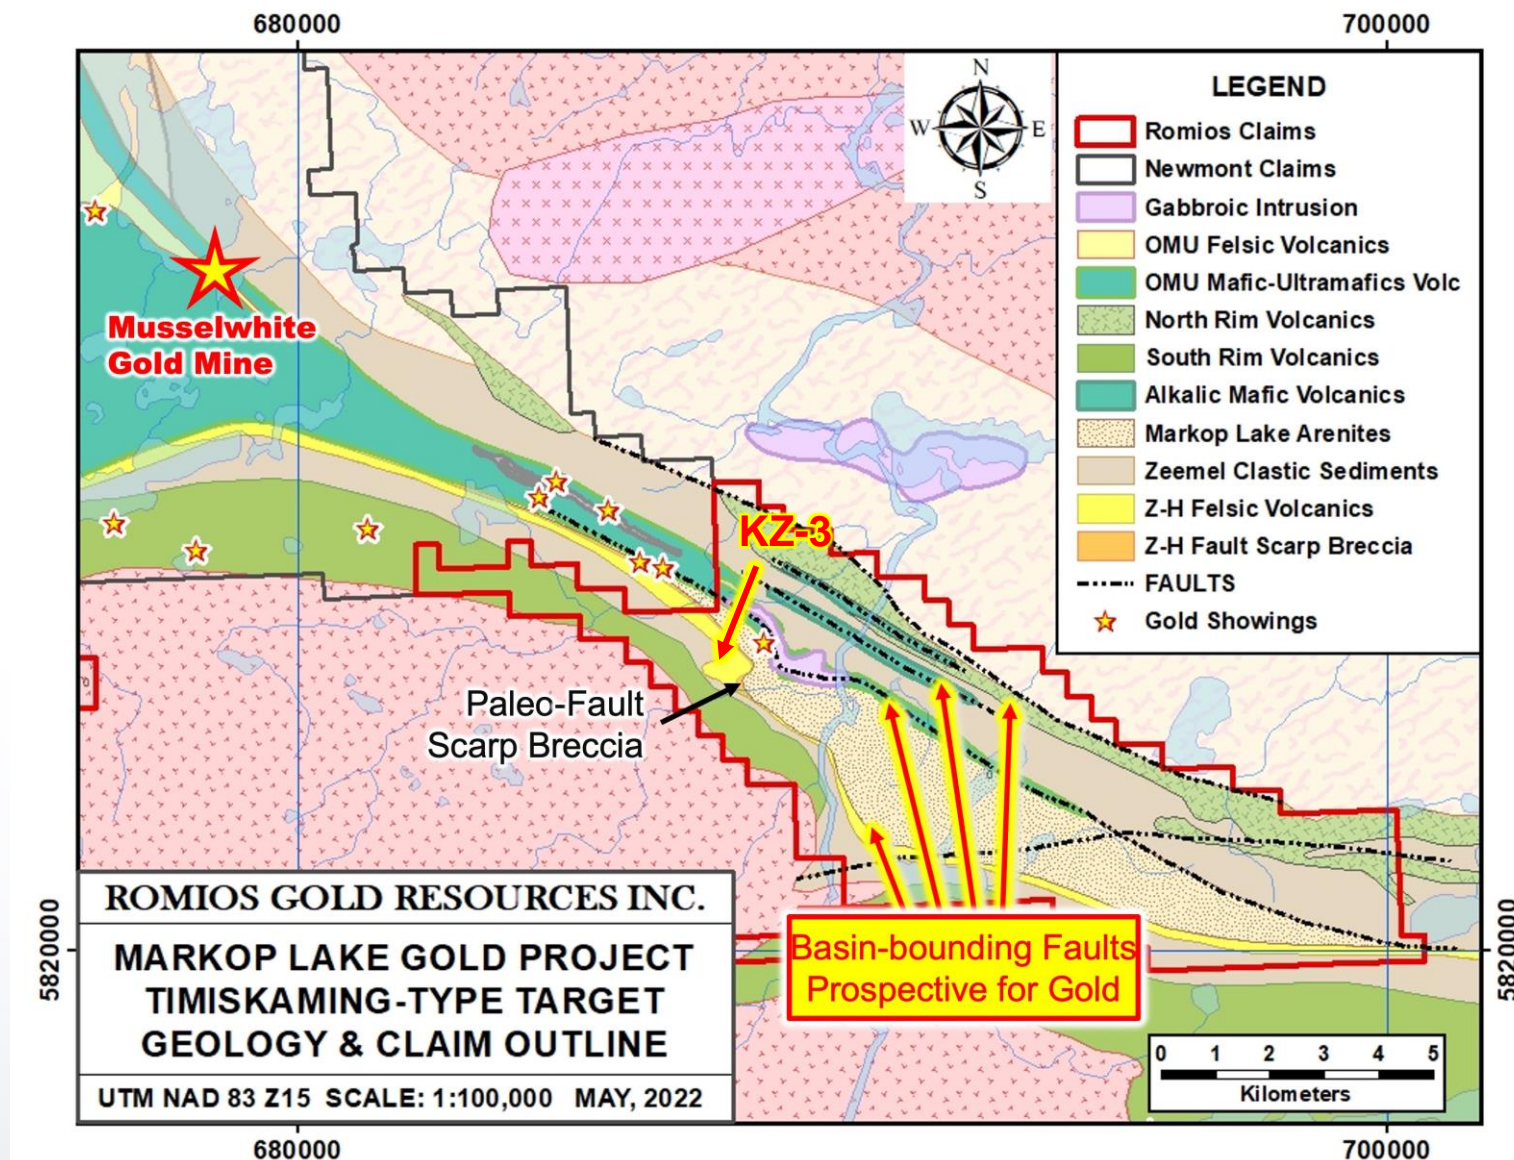 680000
700000
N
W
E
S
LEGEND
Romios Claims
Newmont Claims
Gabbroic Intrusion
OMU Felsic Volcanics
OMU Mafic-Ultramafics Volc
North Rim Volcanics
South Rim Volcanics
Alkalic Mafic Volcanics
Markop Lake Arenites
Zeemel Clastic Sediments
Z-H Felsic Volcanics
Z-H Fault Scarp Breccia
FAULTS
Gold Showings
Musselwhite
Gold Mine
KZ-3
Paleo-Fault
Scarp Breccia
Basin-bounding Faults
Prospective for Gold
ROMIOS GOLD RESOURCES INC.
MARKOP LAKE GOLD PROJECT
TIMISKAMING-TYPE TARGET
GEOLOGY & CLAIM OUTLINE
UTM NAD 83 Z15 SCALE: 1:100,000 MAY, 2022
5820000
5820000
0 1 2 3 4 5
Kilometers
680000
700000